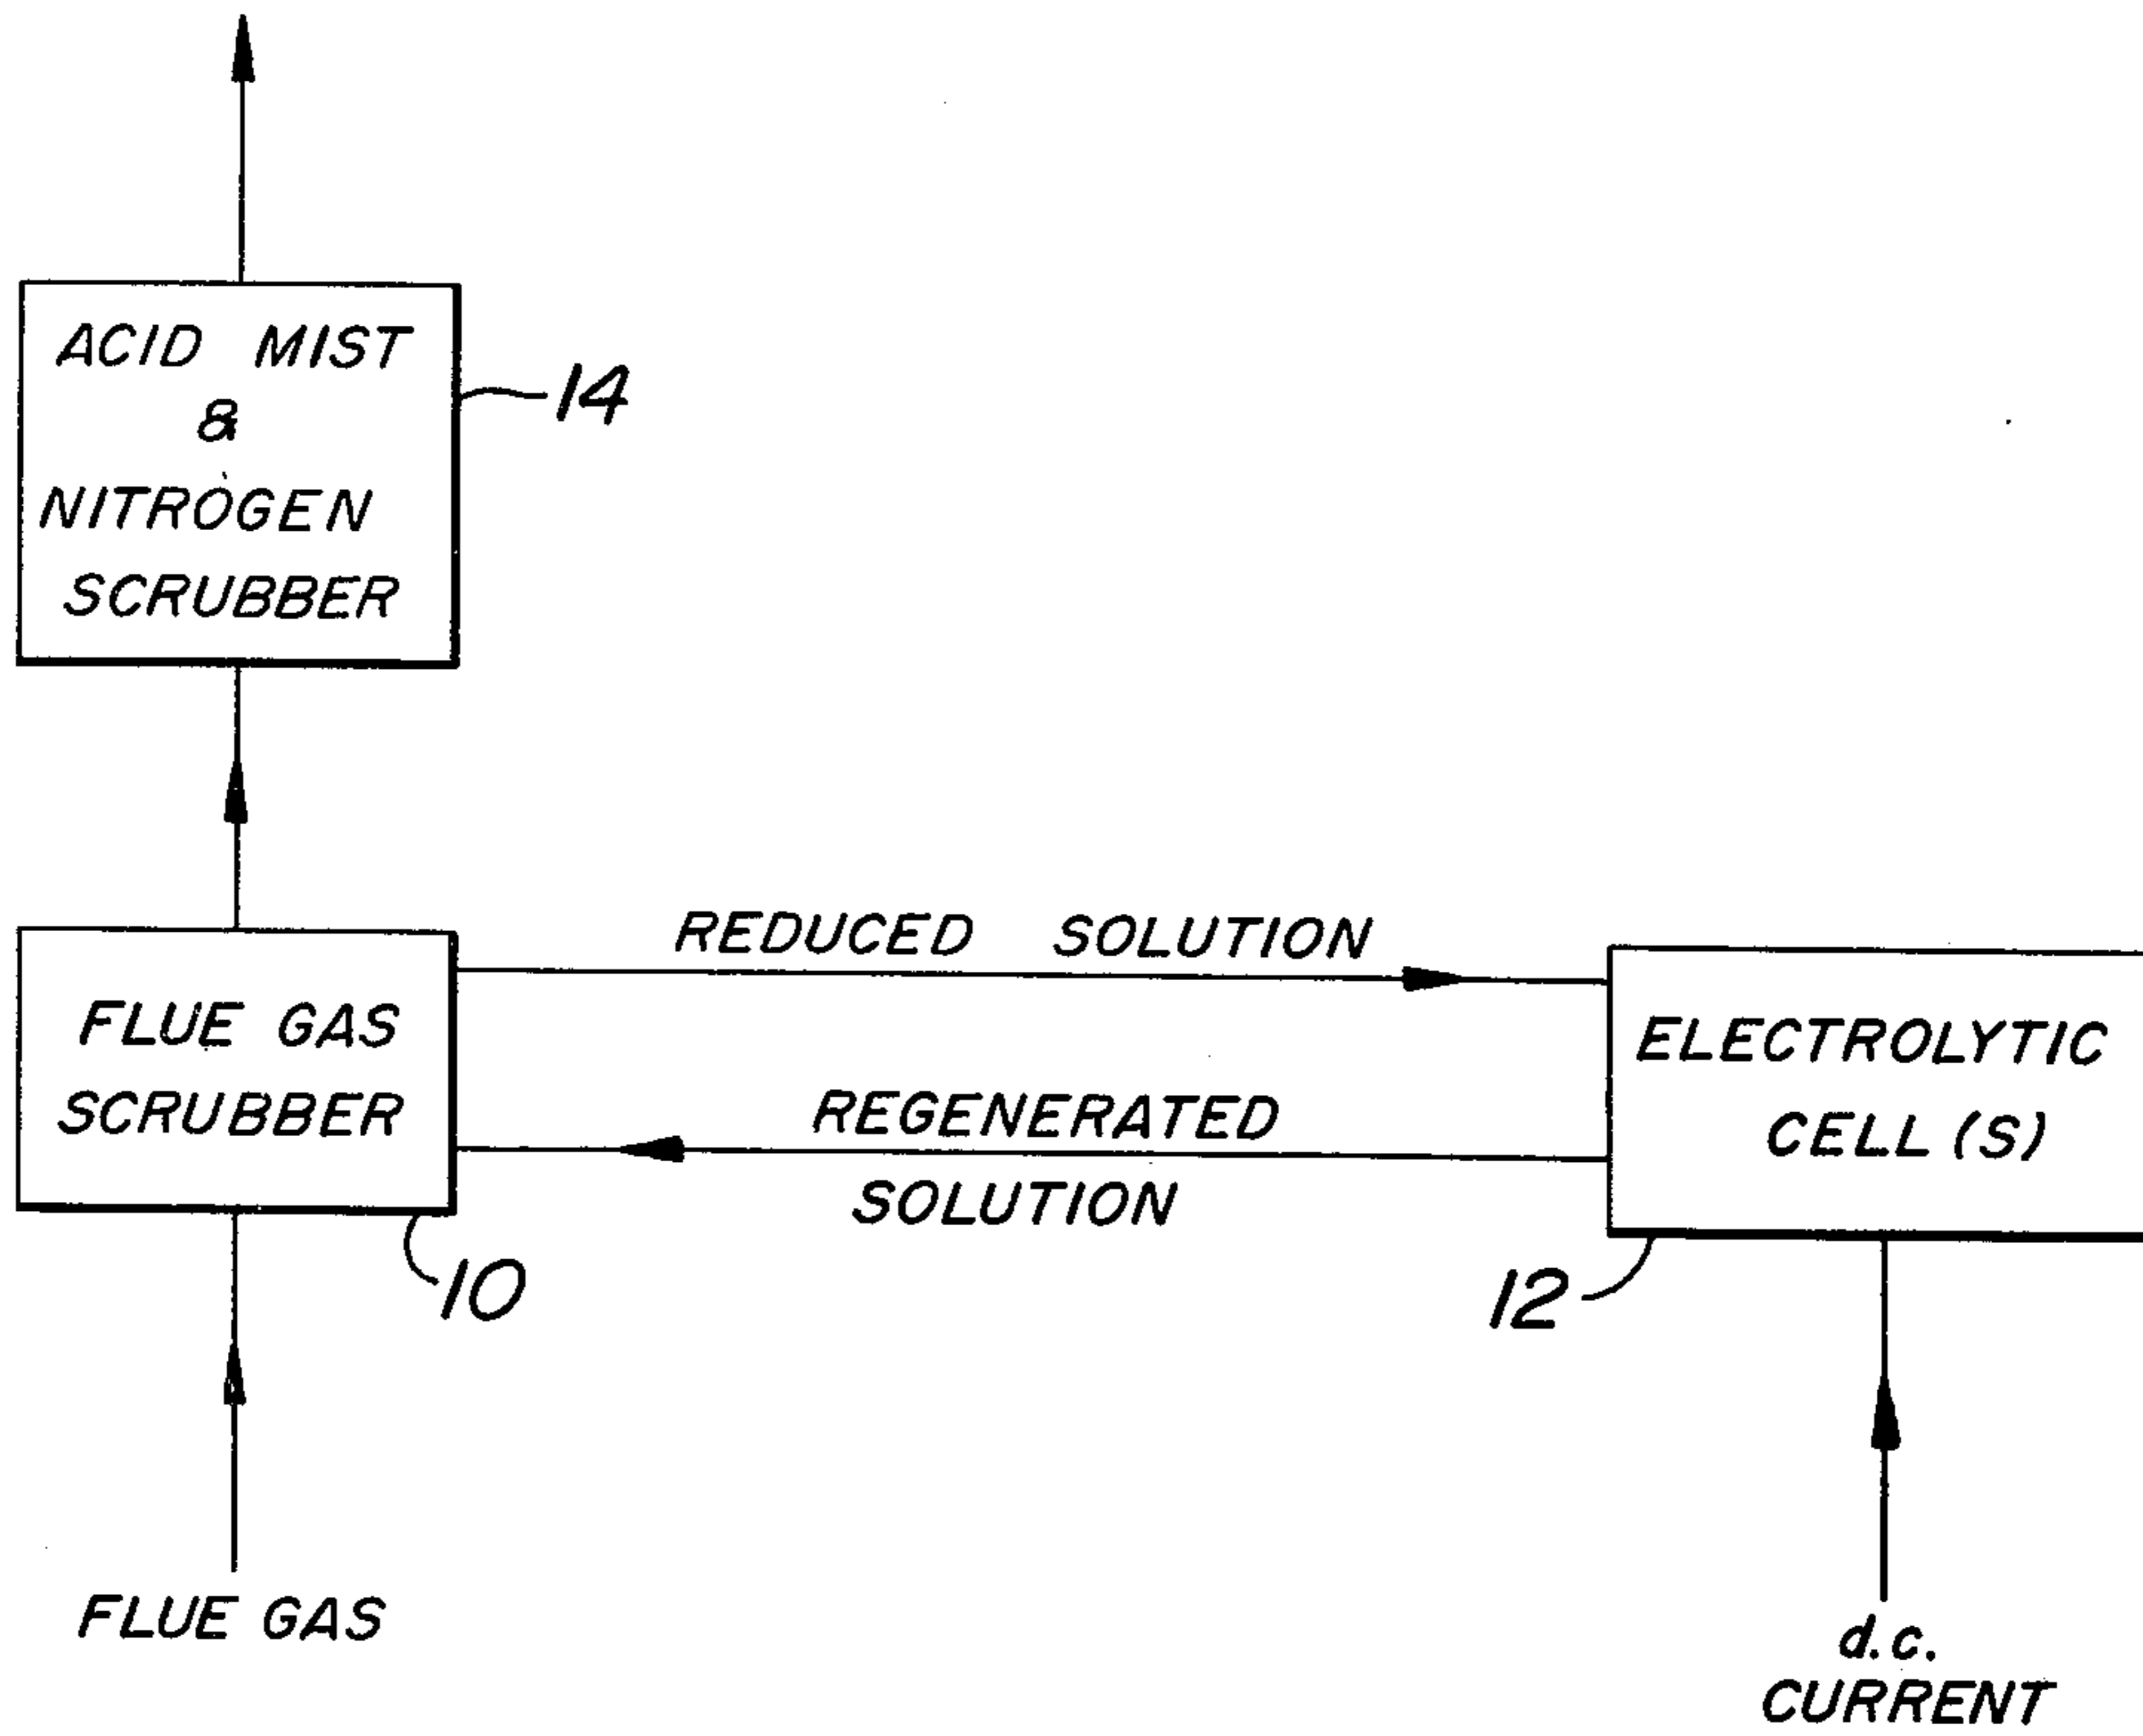 ACID MIST
&
NITROGEN
SCRUBBER
14
REDUCED SOLUTION
FLUE GAS
SCRUBBER
REGENERATED
SOLUTION
ELECTROLYTIC
CELL (S)
10
12
FLUE GAS
d.c.
CURRENT